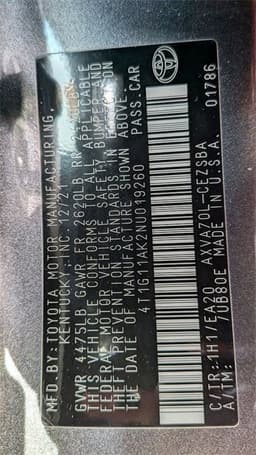 MFD. BY: TOYOTA MOTOR MANUFACTURING,
KENTUCKY, INC. 12/21
GVWR 4475LB GAWR FR 2620LB RR
THIS VEHICLE CONFORMS TO ALL APPLICABLE
FEDERAL MOTOR VEHICLE SAFETY, BUMPER AND
THEFT PREVENTION STANDARDS IN
THE DATE OF MANUFACTURE SHOWN ABOVE.
4T1G11AK2NU019260 PASS.CAR
C/TR: 1H1/EA20 AXVA70L-CEZSBA
A/TM: /UB80E MADE IN USA 01786